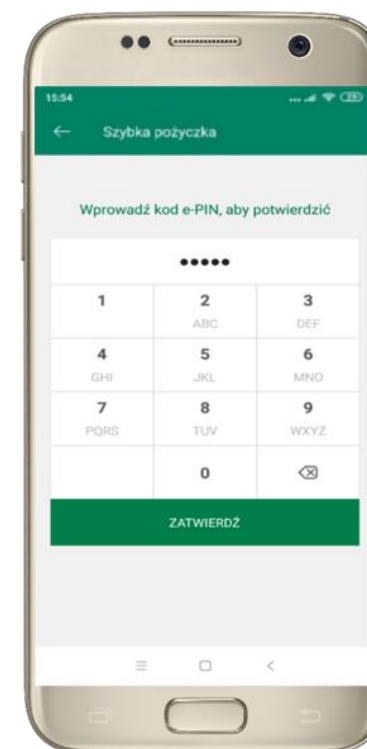 15:54
Szybka pożyczka
Wprowadź kod e-PIN, aby potwierdzić
•••••
1 2 3
ABC DEF
4 5 6
GHI JKL MNO
7 8 9
PQRS TUV WXYZ
0
ZATWIERDŹ